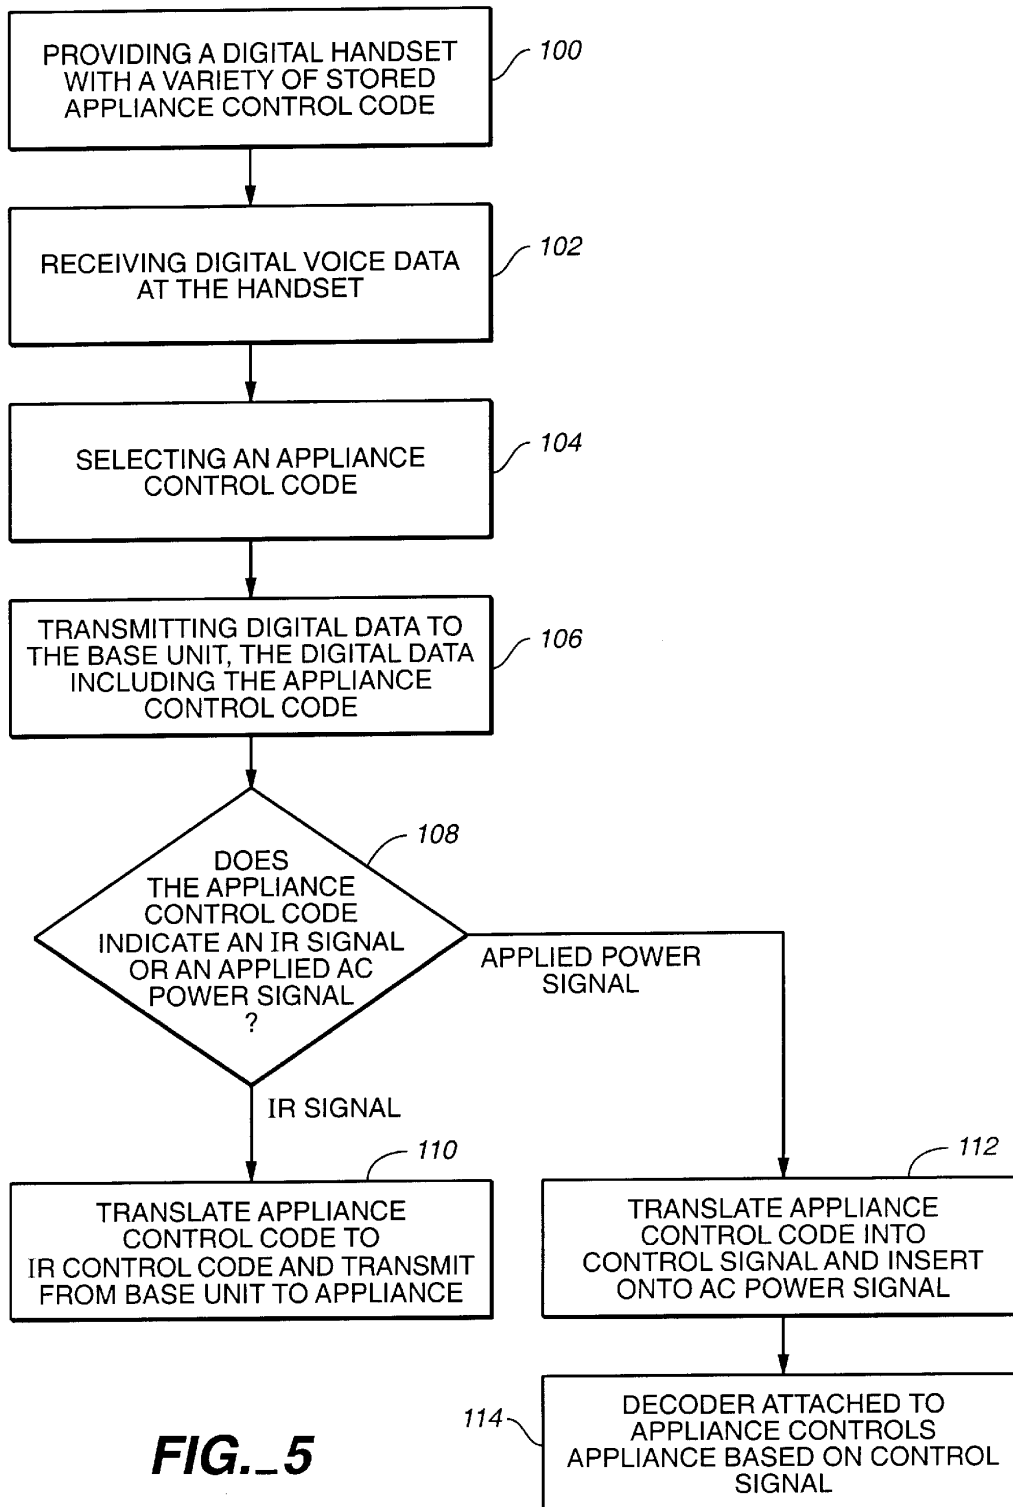 PROVIDING A DIGITAL HANDSET
WITH A VARIETY OF STORED
APPLIANCE CONTROL CODE
100
RECEIVING DIGITAL VOICE DATA
AT THE HANDSET
102
SELECTING AN APPLIANCE
CONTROL CODE
104
TRANSMITTING DIGITAL DATA TO
THE BASE UNIT, THE DIGITAL DATA
INCLUDING THE APPLIANCE
CONTROL CODE
106
DOES
THE APPLIANCE
CONTROL CODE
INDICATE AN IR SIGNAL
OR AN APPLIED AC
POWER SIGNAL
?
108
APPLIED POWER
SIGNAL
IR SIGNAL
110
TRANSLATE APPLIANCE
CONTROL CODE TO
IR CONTROL CODE AND TRANSMIT
FROM BASE UNIT TO APPLIANCE
112
TRANSLATE APPLIANCE
CONTROL CODE INTO
CONTROL SIGNAL AND INSERT
ONTO AC POWER SIGNAL
114
DECODER ATTACHED TO
APPLIANCE CONTROLS
APPLIANCE BASED ON CONTROL
SIGNAL
FIG._5